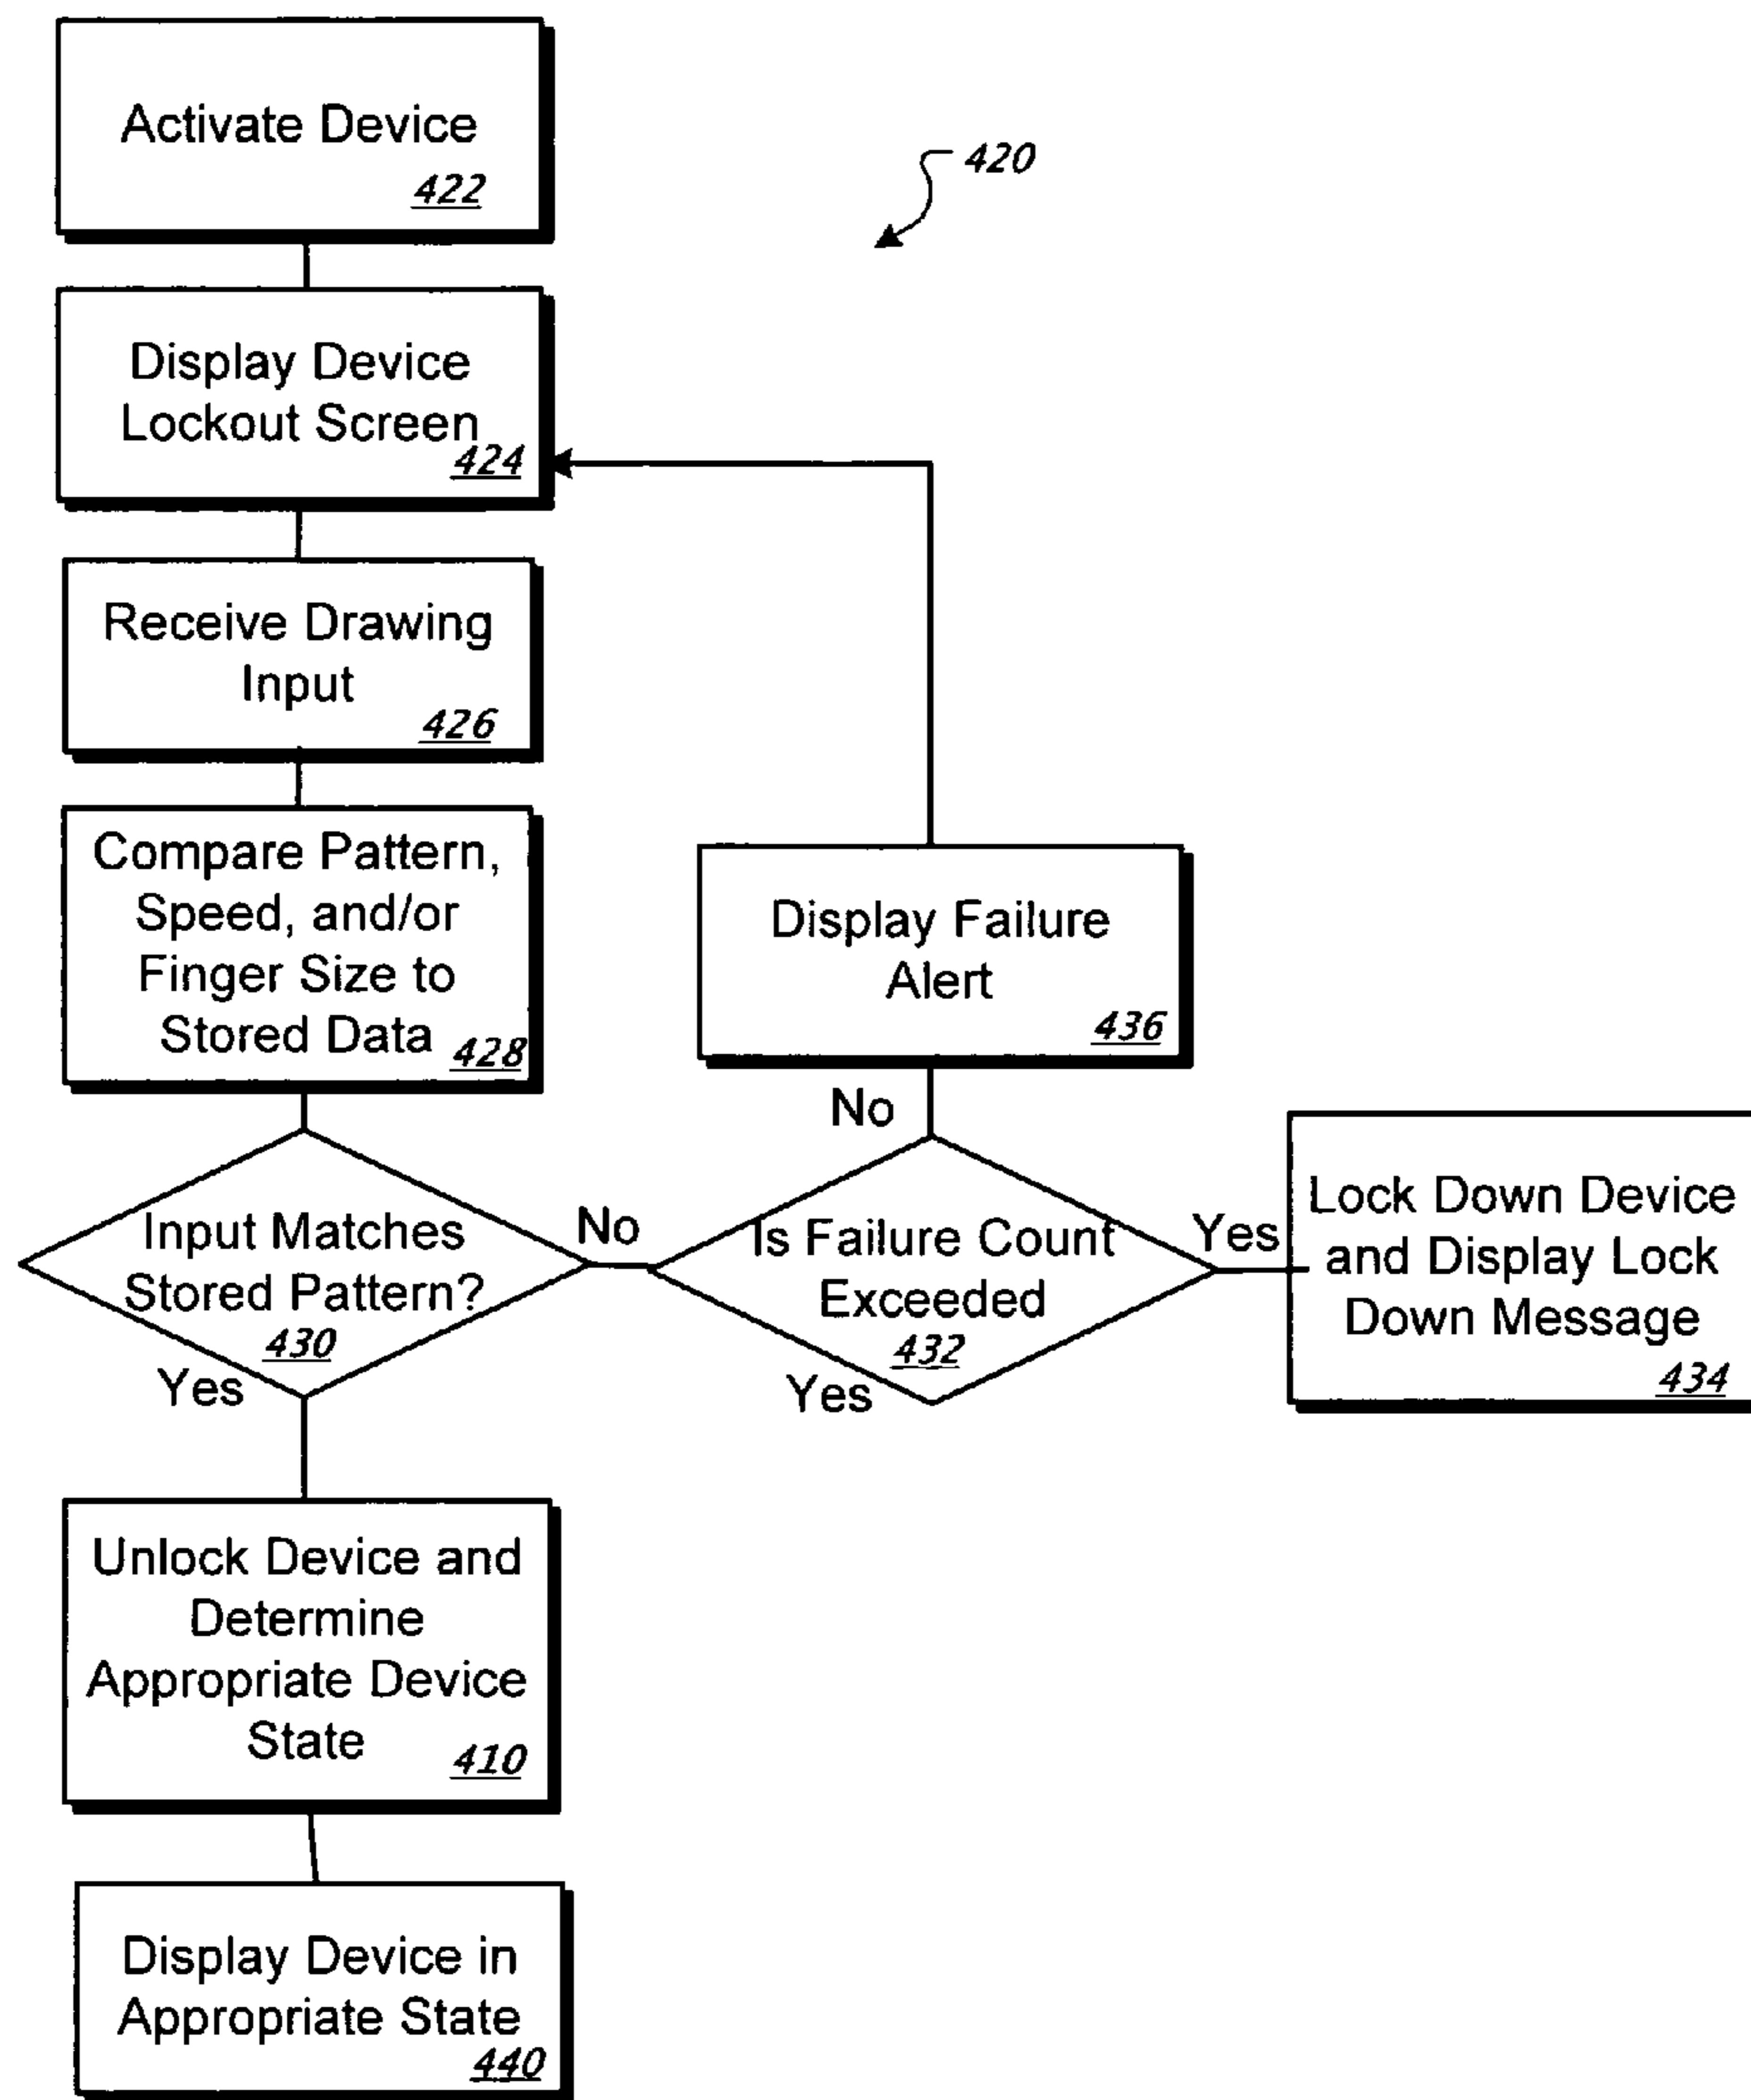 Activate Device
422
420
Display Device
Lockout Screen
424
Receive Drawing
Input
426
Compare Pattern,
Speed, and/or
Finger Size to
Stored Data
428
Display Failure
Alert
436
No
Input Matches
Stored Pattern?
430
No
Yes
Is Failure Count
Exceeded
432
Yes
Yes
Lock Down Device
and Display Lock
Down Message
434
Unlock Device and
Determine
Appropriate Device
State
410
Display Device in
Appropriate State
440